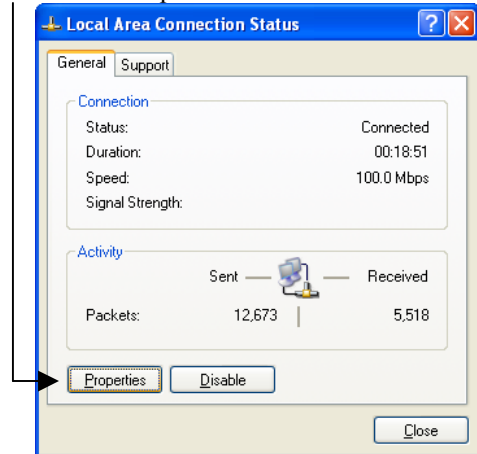 Local Area Connection Status
General Support
Connection
Status: Connected
Duration: 00:18:51
Speed: 100.0 Mbps
Signal Strength:
Activity
Sent Received
Packets: 12,673 5,518
Properties Disable
Close